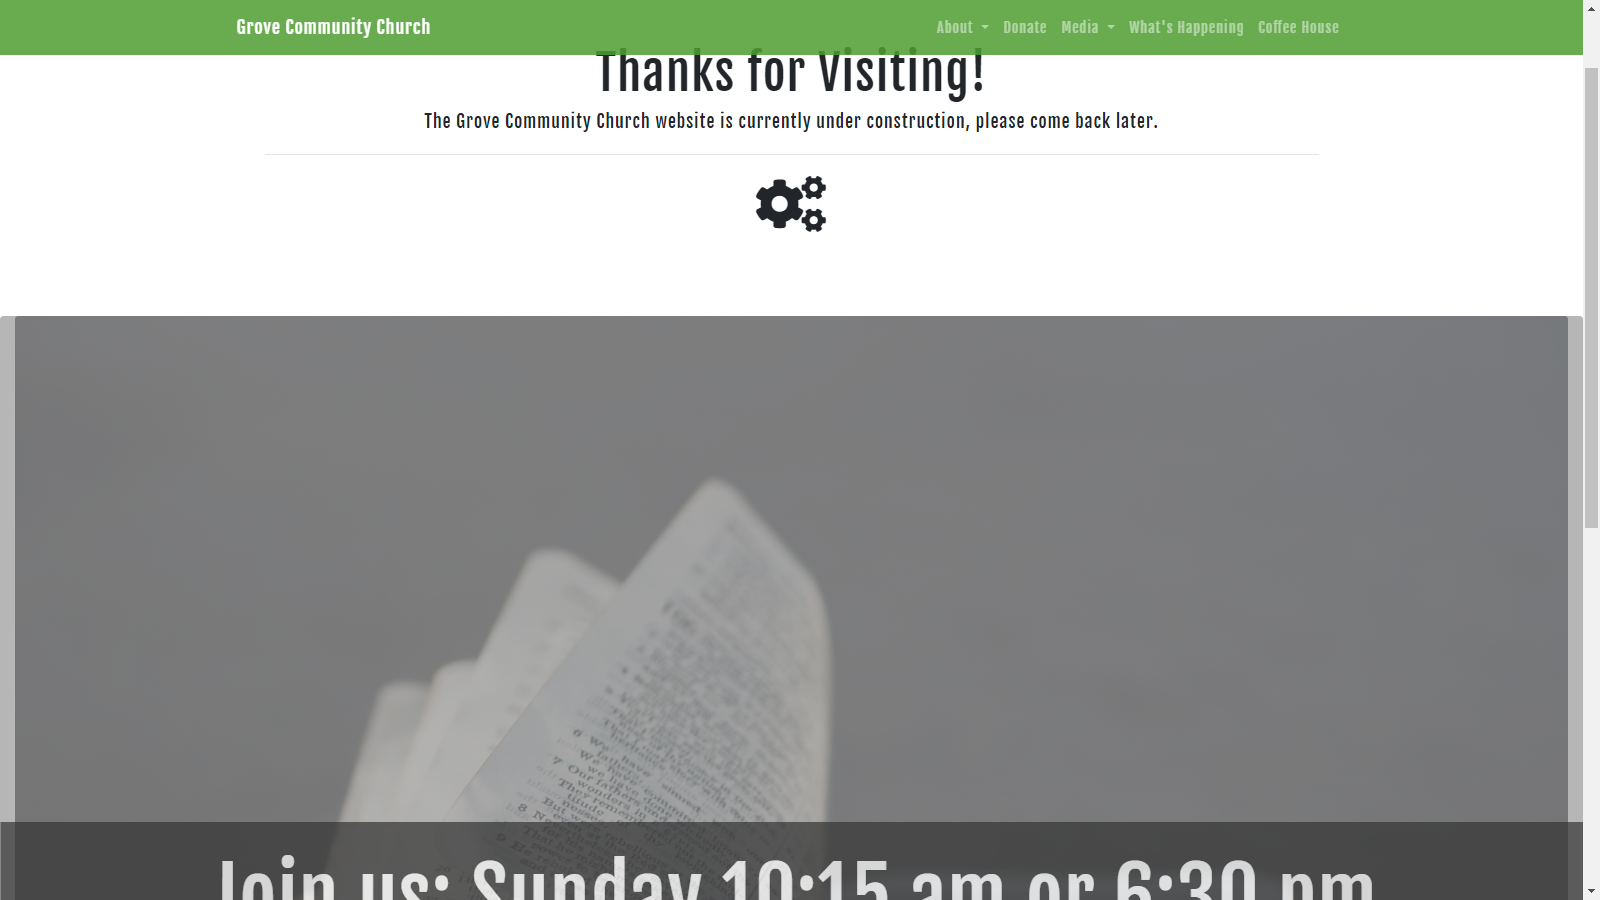 Grove Community Church
About Donate Media What's Happening Coffee House
Thanks for Visiting!
The Grove Community Church website is currently under construction, please come back later.
Join us: Sunday 10:15 am or 6:30 pm